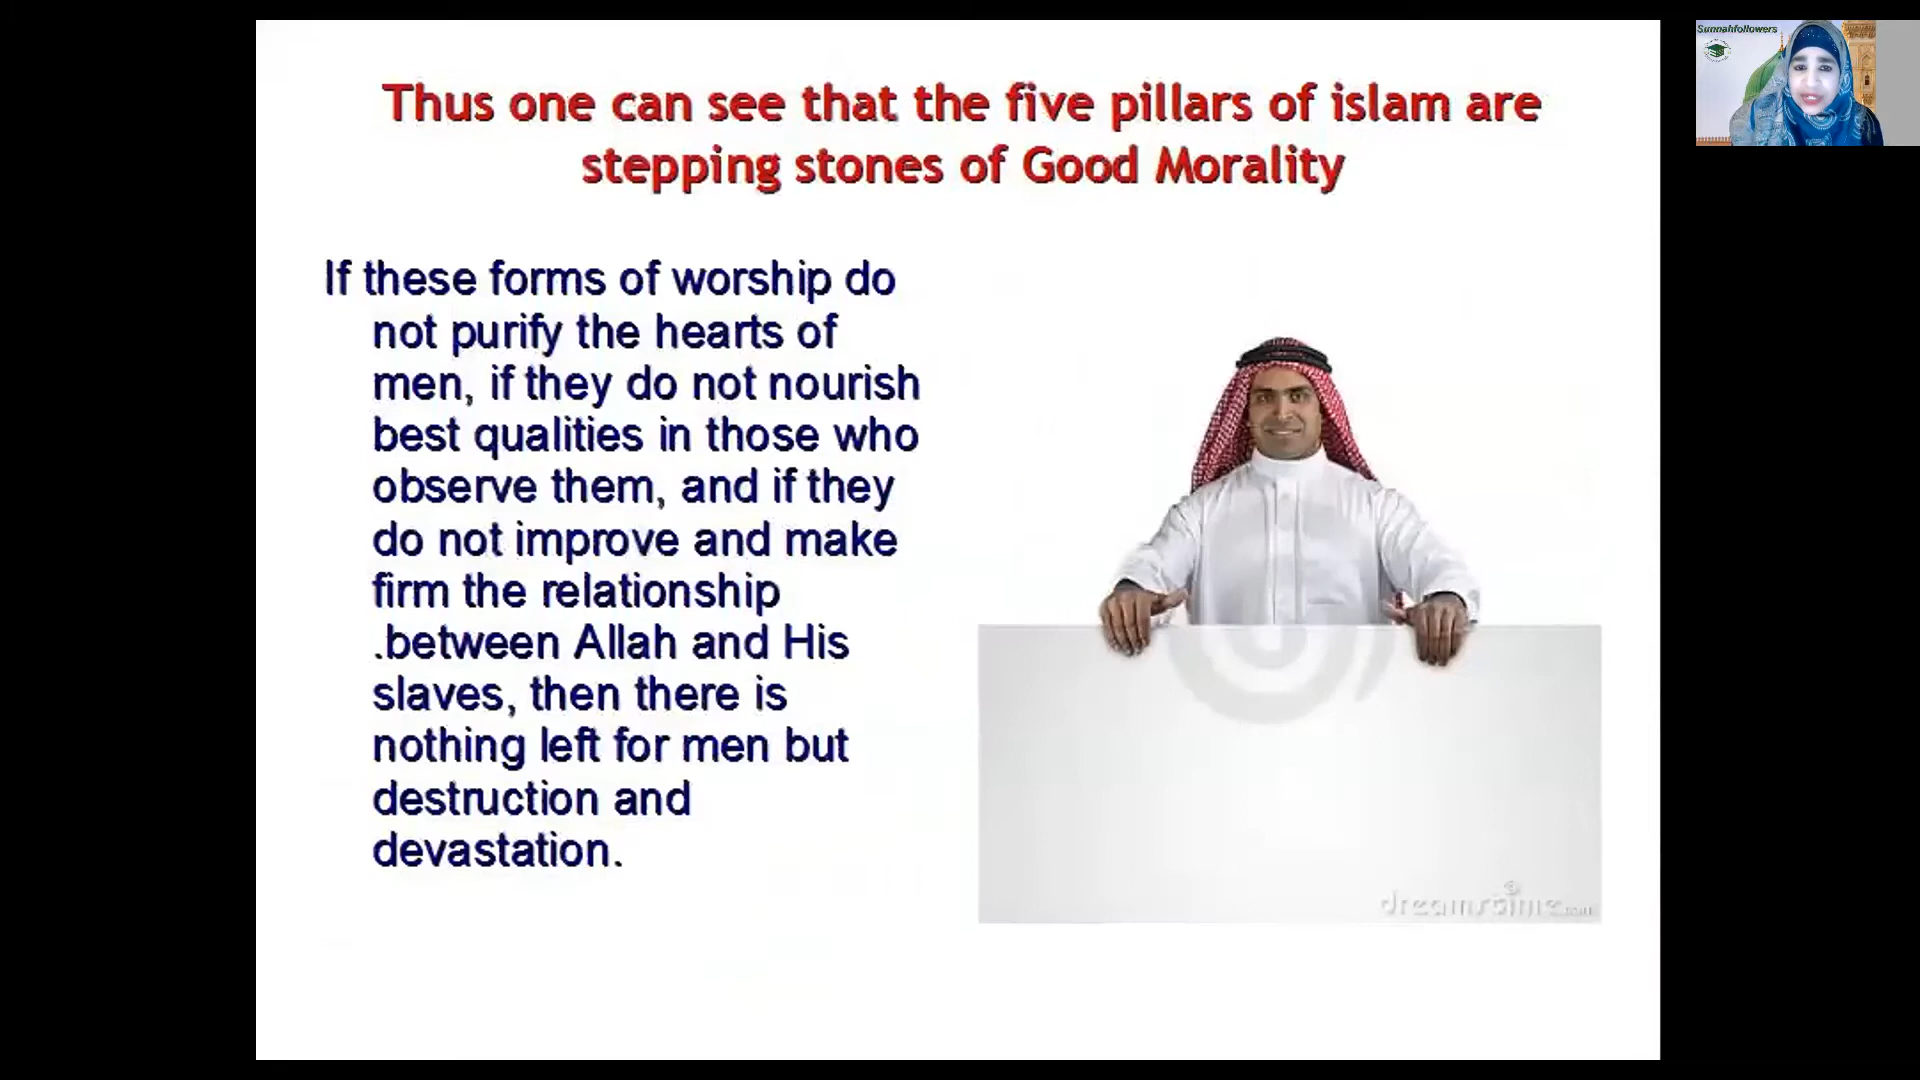 Thus one can see that the five pillars of islam are
stepping stones of Good Morality
If these forms of worship do
not purify the hearts of
men, if they do not nourish
best qualities in those who
observe them, and if they
do not improve and make
firm the relationship
.between Allah and His
slaves, then there is
nothing left for men but
destruction and
devastation.
dreamstime.com
Sunnahfollowers